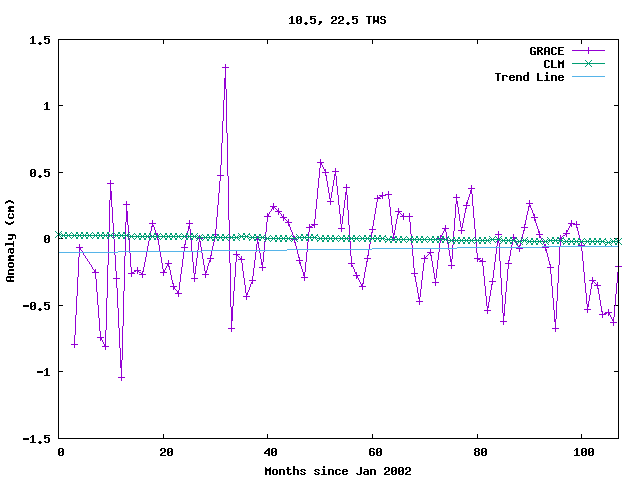 10.5, 22.5 TWS
GRACE
CLM
Trend Line
1.5
1
0.5
0
-0.5
-1
-1.5
Anomaly (cm)
0 20 40 60 80 100
Months since Jan 2002